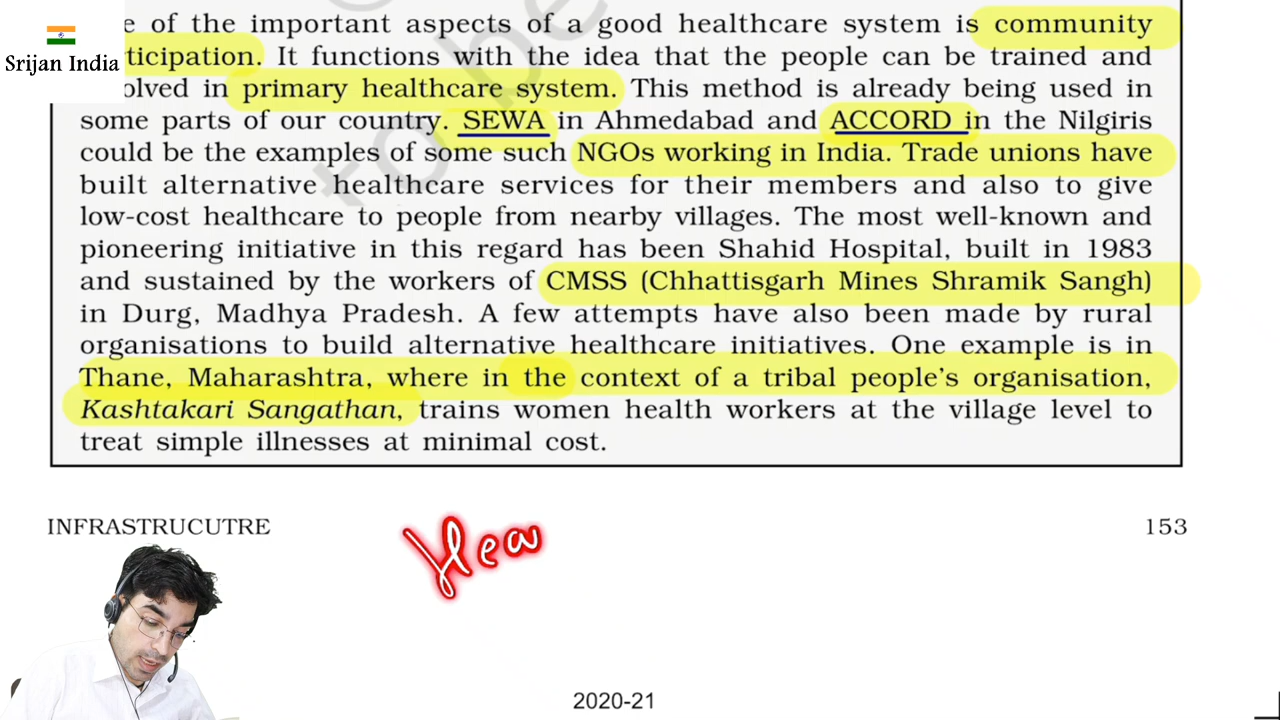 e of the important aspects of a good healthcare system is community
Srijan India
ticipation. It functions with the idea that the people can be trained and
olved in primary healthcare system. This method is already being used in
some parts of our country. SEWA in Ahmedabad and ACCORD in the Nilgiris
could be the examples of some such NGOs working in India. Trade unions have
built alternative healthcare services for their members and also to give
low-cost healthcare to people from nearby villages. The most well-known and
pioneering initiative in this regard has been Shahid Hospital, built in 1983
and sustained by the workers of CMSS (Chhattisgarh Mines Shramik Sangh)
in Durg, Madhya Pradesh. A few attempts have also been made by rural
organisations to build alternative healthcare initiatives. One example is in
Thane, Maharashtra, where in the context of a tribal people's organisation,
Kashtakari Sangathan, trains women health workers at the village level to
treat simple illnesses at minimal cost.
INFRASTRUCUTRE
153
Hea
2020-21